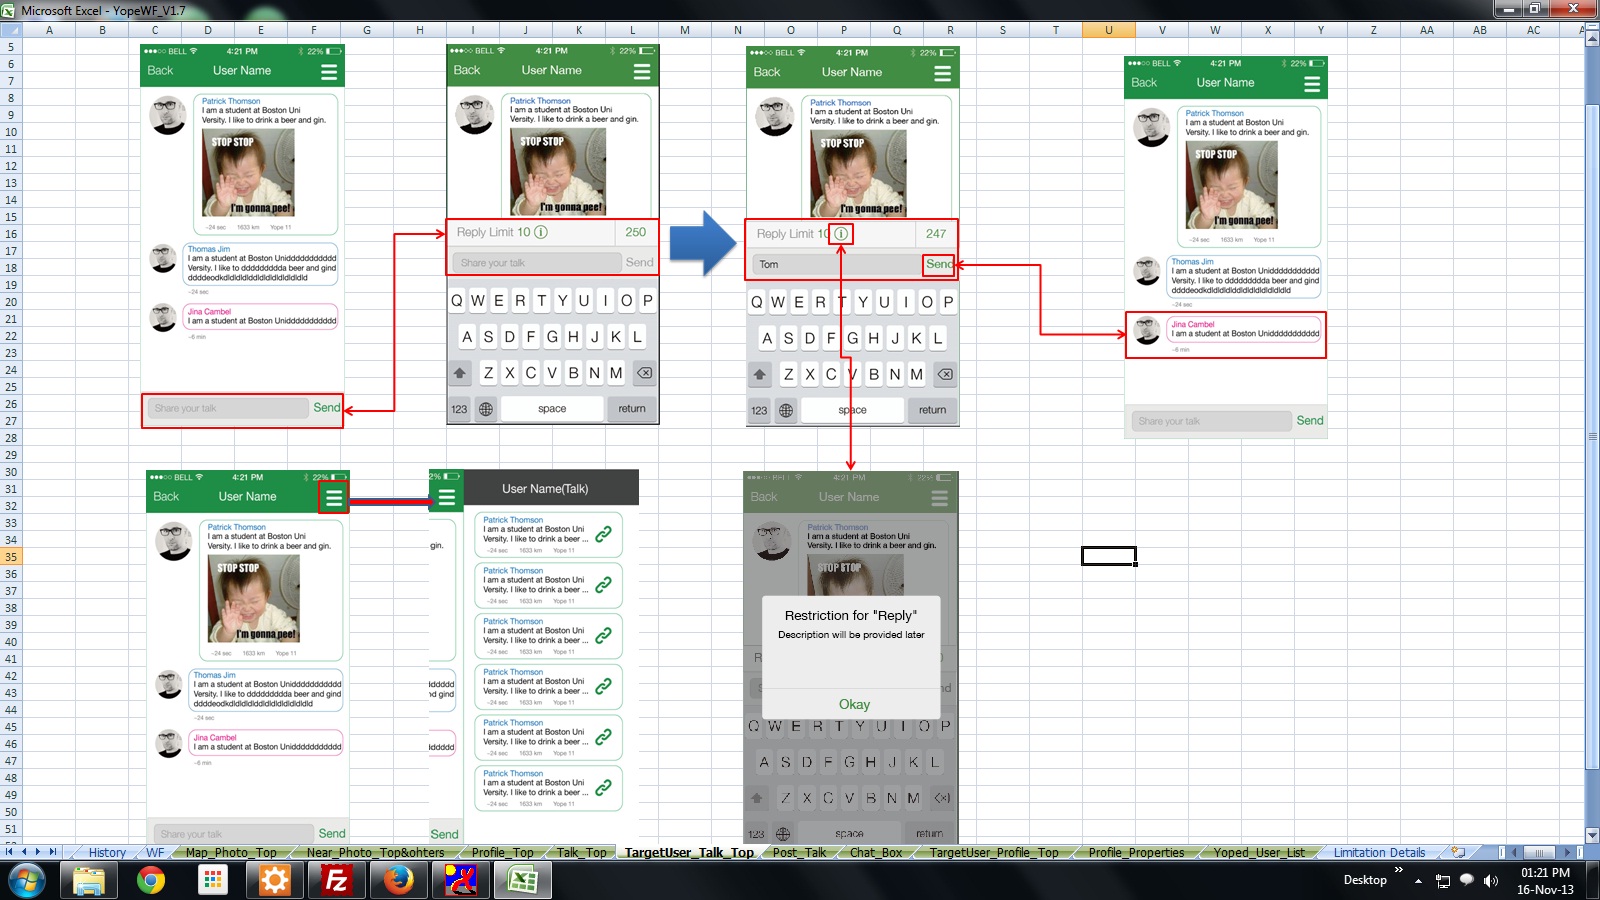 Microsoft Excel - YopeWF_V1.7
A B C D E F G H I J K L M N O P Q R S T U V W X Y Z AA AB AC
5
6
7
8
9
10
11
12
13
14
15
16
17
18
19
20
21
22
23
24
25
26
27
28
29
30
31
32
33
34
35
36
37
38
39
40
41
42
43
44
45
46
47
48
49
50
51
BELL 4:21 PM 22%
Back User Name
Patrick Thomson
I am a student at Boston Uni
Versity. I like to drink a beer and gin.
STOP STOP
I'm gonna pee!
~24 sec 1633 km Yope 11
Thomas Jim
I am a student at Boston Unidddddddddd
Versity. I like to ddddddddda beer and gind
ddddeodkdldldldldldldldldldldld
~24 sec
Jina Cambel
I am a student at Boston Unidddddddddd
~6 min
Share your talk Send
BELL 4:21 PM 22%
Back User Name
Patrick Thomson
I am a student at Boston Uni
Versity. I like to drink a beer and gin.
STOP STOP
I'm gonna pee!
Reply Limit 10 i 250
Share your talk Send
Q W E R T Y U I O P
A S D F G H J K L
Z X C V B N M
123 space return
BELL 4:21 PM 22%
Back User Name
Patrick Thomson
I am a student at Boston Uni
Versity. I like to drink a beer and gin.
STOP STOP
I'm gonna pee!
Reply Limit 10 i 247
Tom Send
Q W E R T Y U I O P
A S D F G H J K L
Z X C V B N M
123 space return
BELL 4:21 PM 22%
Back User Name
Patrick Thomson
I am a student at Boston Uni
Versity. I like to drink a beer and gin.
STOP STOP
I'm gonna pee!
~24 sec 1633 km Yope 11
Thomas Jim
I am a student at Boston Unidddddddddd
Versity. I like to ddddddddda beer and gind
ddddeodkdldldldldldldldldldldld
~24 sec
Jina Cambel
I am a student at Boston Unidddddddddd
~6 min
Share your talk Send
BELL 4:21 PM 22%
Back User Name
Patrick Thomson
I am a student at Boston Uni
Versity. I like to drink a beer and gin.
STOP STOP
I'm gonna pee!
~24 sec 1633 km Yope 11
Thomas Jim
I am a student at Boston Unidddddddddd
Versity. I like to ddddddddda beer and gind
ddddeodkdldldldldldldldldldldld
~24 sec
Jina Cambel
I am a student at Boston Unidddddddddd
~6 min
Share your talk Send
2%
User Name(Talk)
gin.
Patrick Thomson
I am a student at Boston Uni
Versity. I like to drink a beer ...
~24 sec 1633 km Yope 11
Patrick Thomson
I am a student at Boston Uni
Versity. I like to drink a beer ...
~24 sec 1633 km Yope 11
Patrick Thomson
I am a student at Boston Uni
Versity. I like to drink a beer ...
~24 sec 1633 km Yope 11
Patrick Thomson
I am a student at Boston Uni
Versity. I like to drink a beer ...
~24 sec 1633 km Yope 11
Patrick Thomson
I am a student at Boston Uni
Versity. I like to drink a beer ...
~24 sec 1633 km Yope 11
Patrick Thomson
I am a student at Boston Uni
Versity. I like to drink a beer ...
~24 sec 1633 km Yope 11
Send
BELL 4:21 PM 22%
Back User Name
Patrick Thomson
I am a student at Boston Uni
Versity. I like to drink a beer and gin.
STOP STOP
Restriction for "Reply"
Description will be provided later
Okay
Q W E R T Y U I O P
A S D F G H J K L
Z X C V B N M
123 space return
History WF Map_Photo_Top Near_Photo_Top&ohters Profile_Top Talk_Top TargetUser_Talk_Top Post_Talk Chat_Box TargetUser_Profile_Top Profile_Properties Yoped_User_List Limitation Details
Desktop
01:21 PM
16-Nov-13